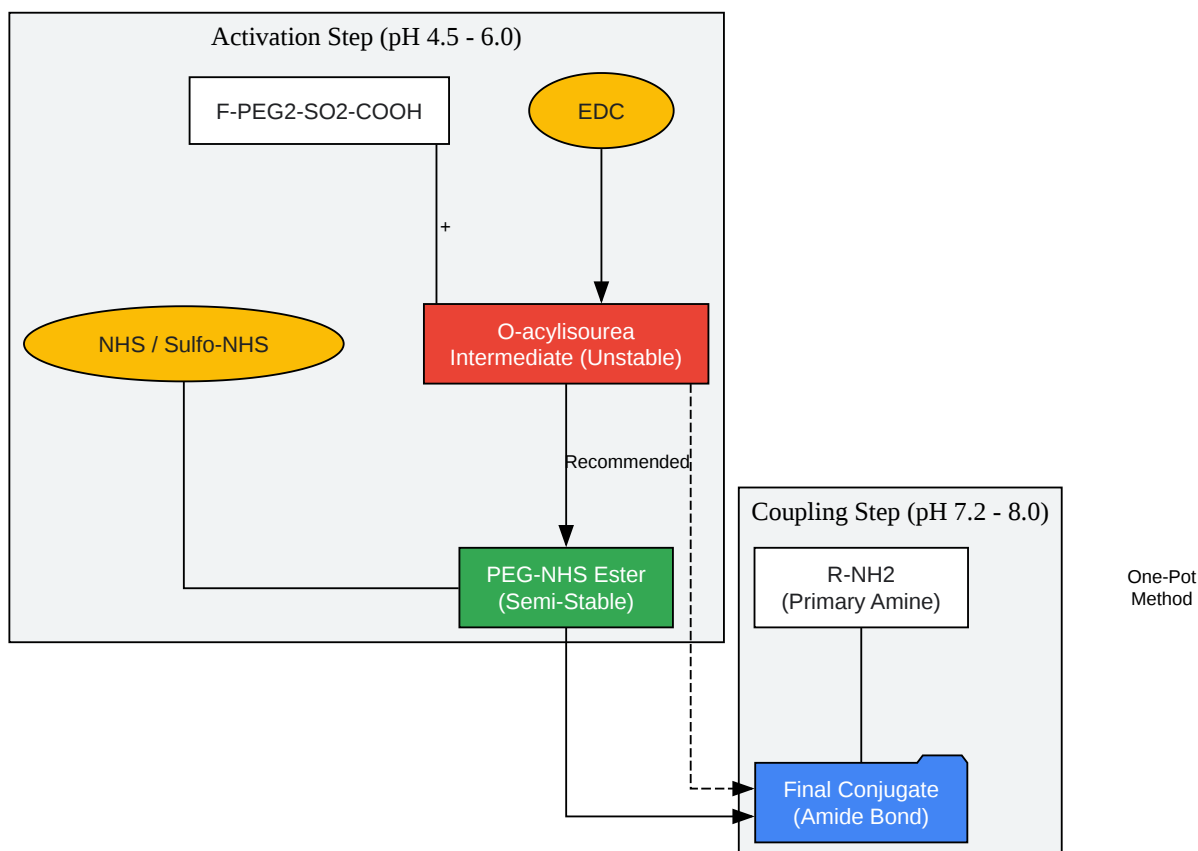 Activation Step (pH 4.5 - 6.0)
F-PEG2-SO2-COOH
EDC
+
NHS / Sulfo-NHS
O-acylisourea
Intermediate (Unstable)
Recommended
Coupling Step (pH 7.2 - 8.0)
PEG-NHS Ester
(Semi-Stable)
R-NH2
(Primary Amine)
One-Pot
Method
Final Conjugate
(Amide Bond)